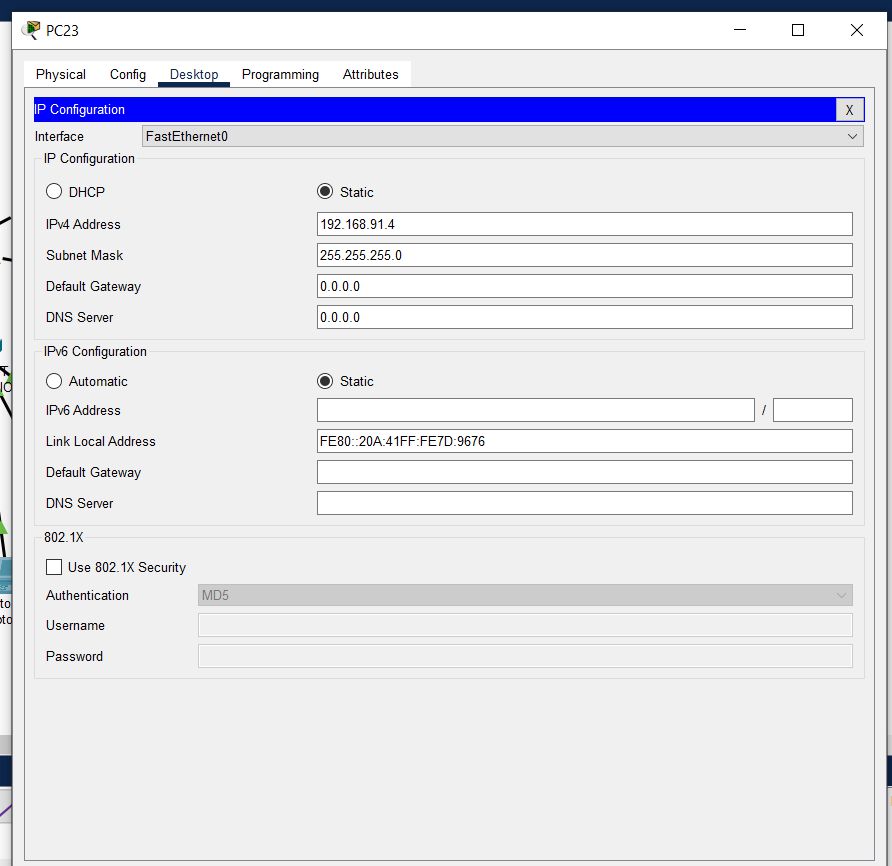 PC23
Physical Config Desktop Programming Attributes
IP Configuration X
Interface FastEthernet0
IP Configuration
DHCP Static
IPv4 Address 192.168.91.4
Subnet Mask 255.255.255.0
Default Gateway 0.0.0.0
DNS Server 0.0.0.0
IPv6 Configuration
Automatic Static
IPv6 Address /
Link Local Address FE80::20A:41FF:FE7D:9676
Default Gateway
DNS Server
802.1X
Use 802.1X Security
Authentication MD5
Username
Password